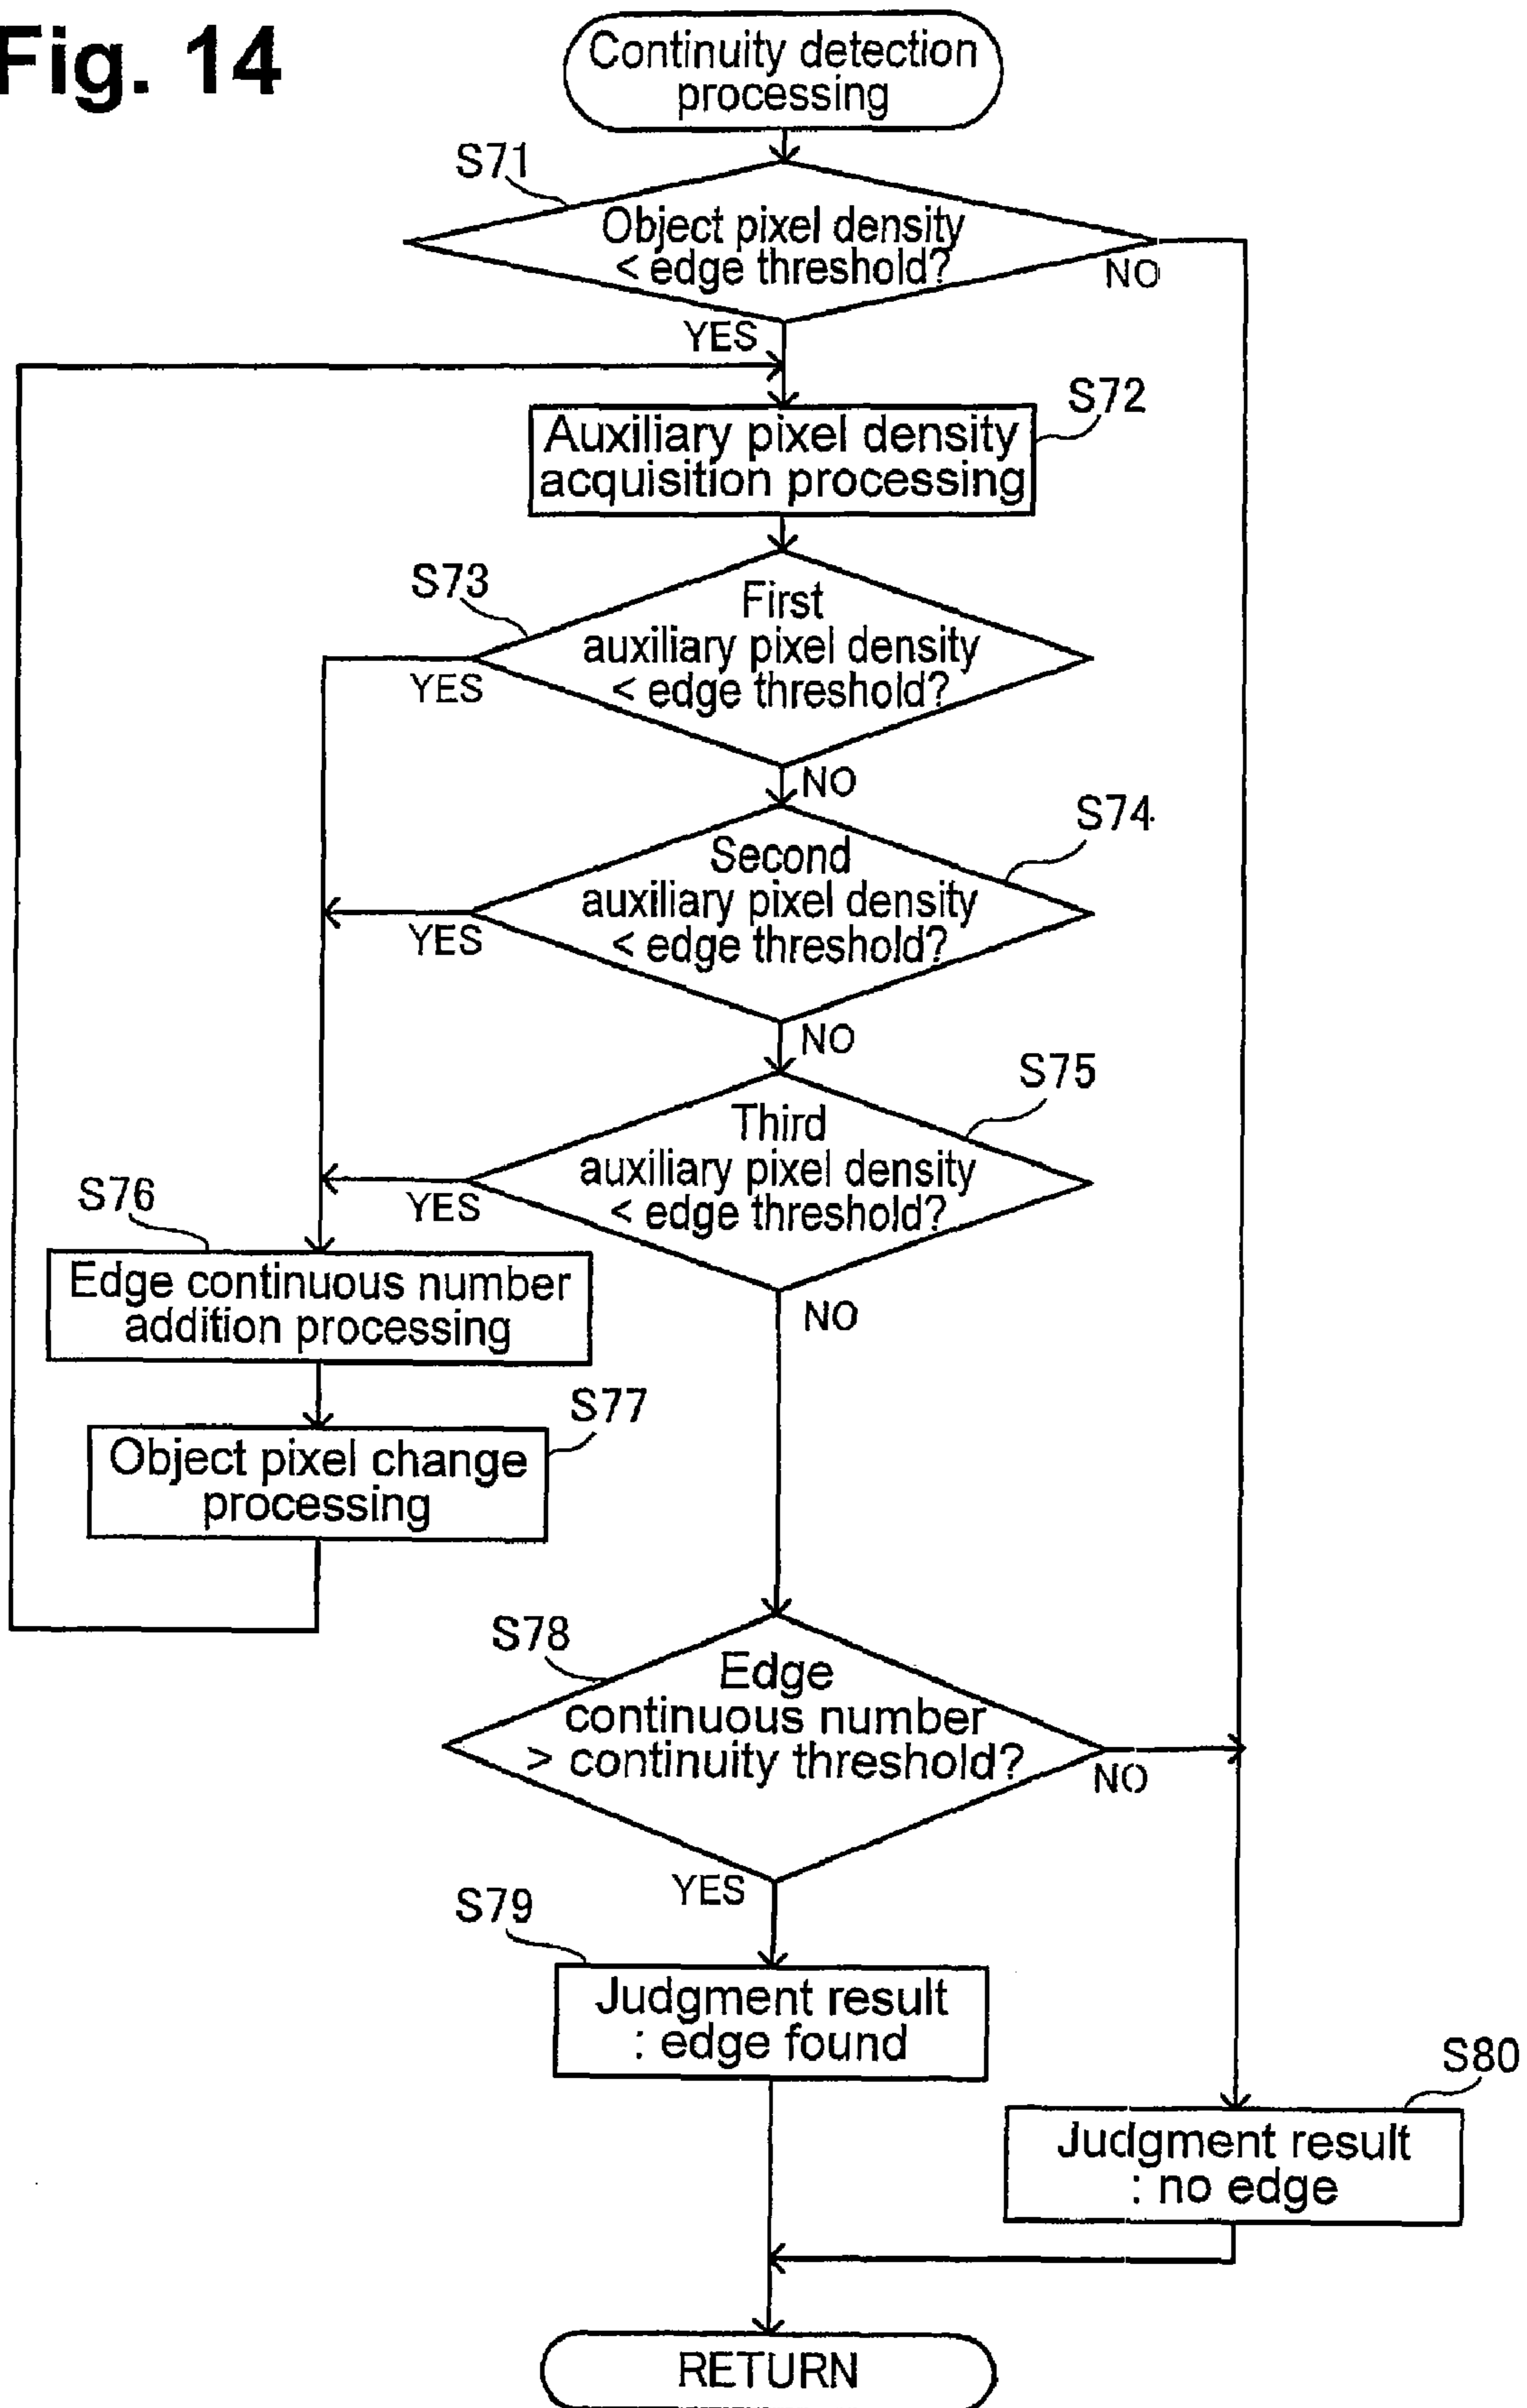 Fig. 14
Continuity detection
processing
S71
Object pixel density
< edge threshold?
NO
YES
S72
Auxiliary pixel density
acquisition processing
S73
First
auxiliary pixel density
< edge threshold?
YES
NO
S74
Second
auxiliary pixel density
< edge threshold?
YES
NO
S75
Third
auxiliary pixel density
< edge threshold?
YES
NO
S76
Edge continuous number
addition processing
S77
Object pixel change
processing
S78
Edge
continuous number
> continuity threshold?
NO
YES
S79
Judgment result
: edge found
S80
Judgment result
: no edge
RETURN